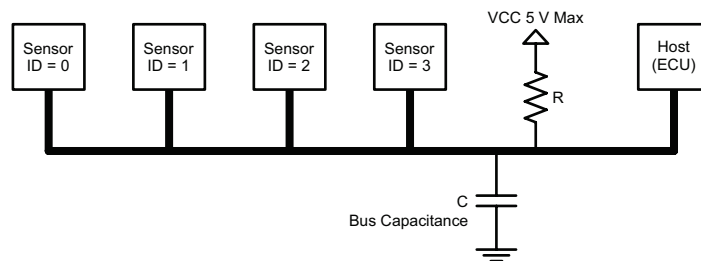 VCC 5 V Max
Sensor
ID = 0
Sensor
ID = 1
Sensor
ID = 2
Sensor
ID = 3
Host
(ECU)
R
C
Bus Capacitance